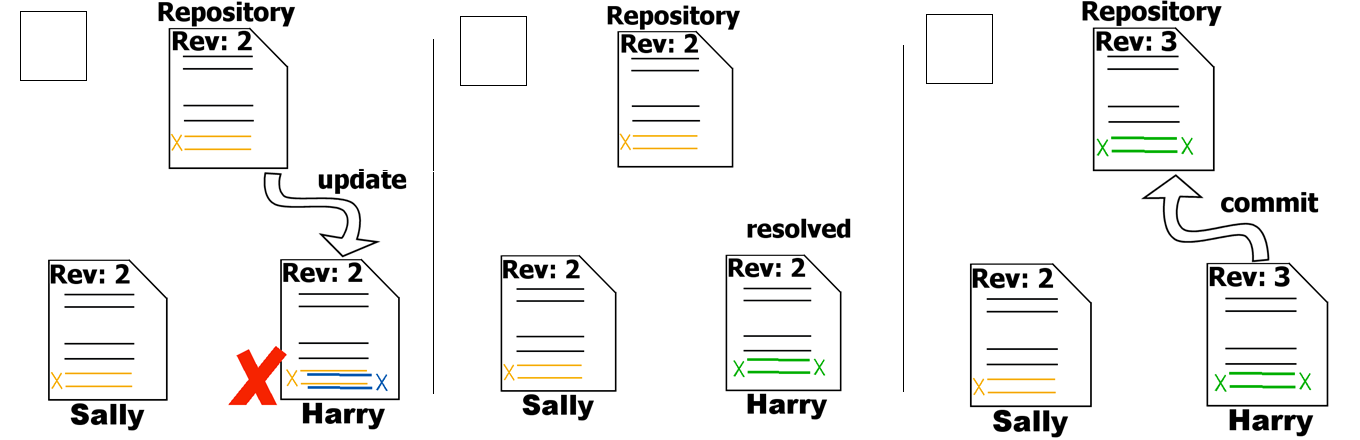 Repository
Rev: 2
update
Rev: 2
Rev: 2
X
Sally
Harry
Repository
Rev: 2
resolved
Rev: 2
Rev: 2
Sally
Harry
Repository
Rev: 3
commit
Rev: 2
Rev: 3
Sally
Harry